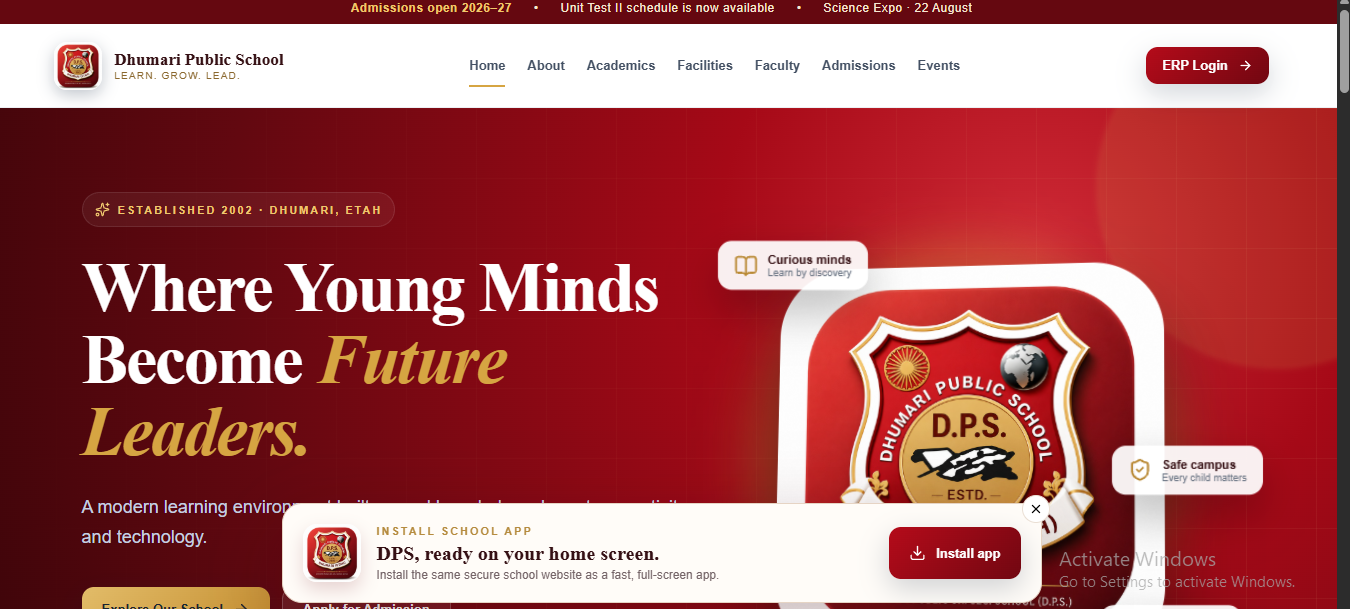 Admissions open 2026–27 • Unit Test II schedule is now available • Science Expo · 22 August
Dhumari Public School
LEARN. GROW. LEAD.
Home About Academics Facilities Faculty Admissions Events
ERP Login
ESTABLISHED 2002 · DHUMARI, ETAH
Where Young Minds
Become Future
Leaders.
A modern learning
and technology.
Explore Our School
Apply for Admission
Curious minds
Learn by discovery
DHUMARI PUBLIC SCHOOL
D.P.S.
ESTD.
Safe campus
Every child matters
INSTALL SCHOOL APP
DPS, ready on your home screen.
Install the same secure school website as a fast, full-screen app.
Install app
Activate Windows
Go to Settings to activate Windows.
(D.P.S.)